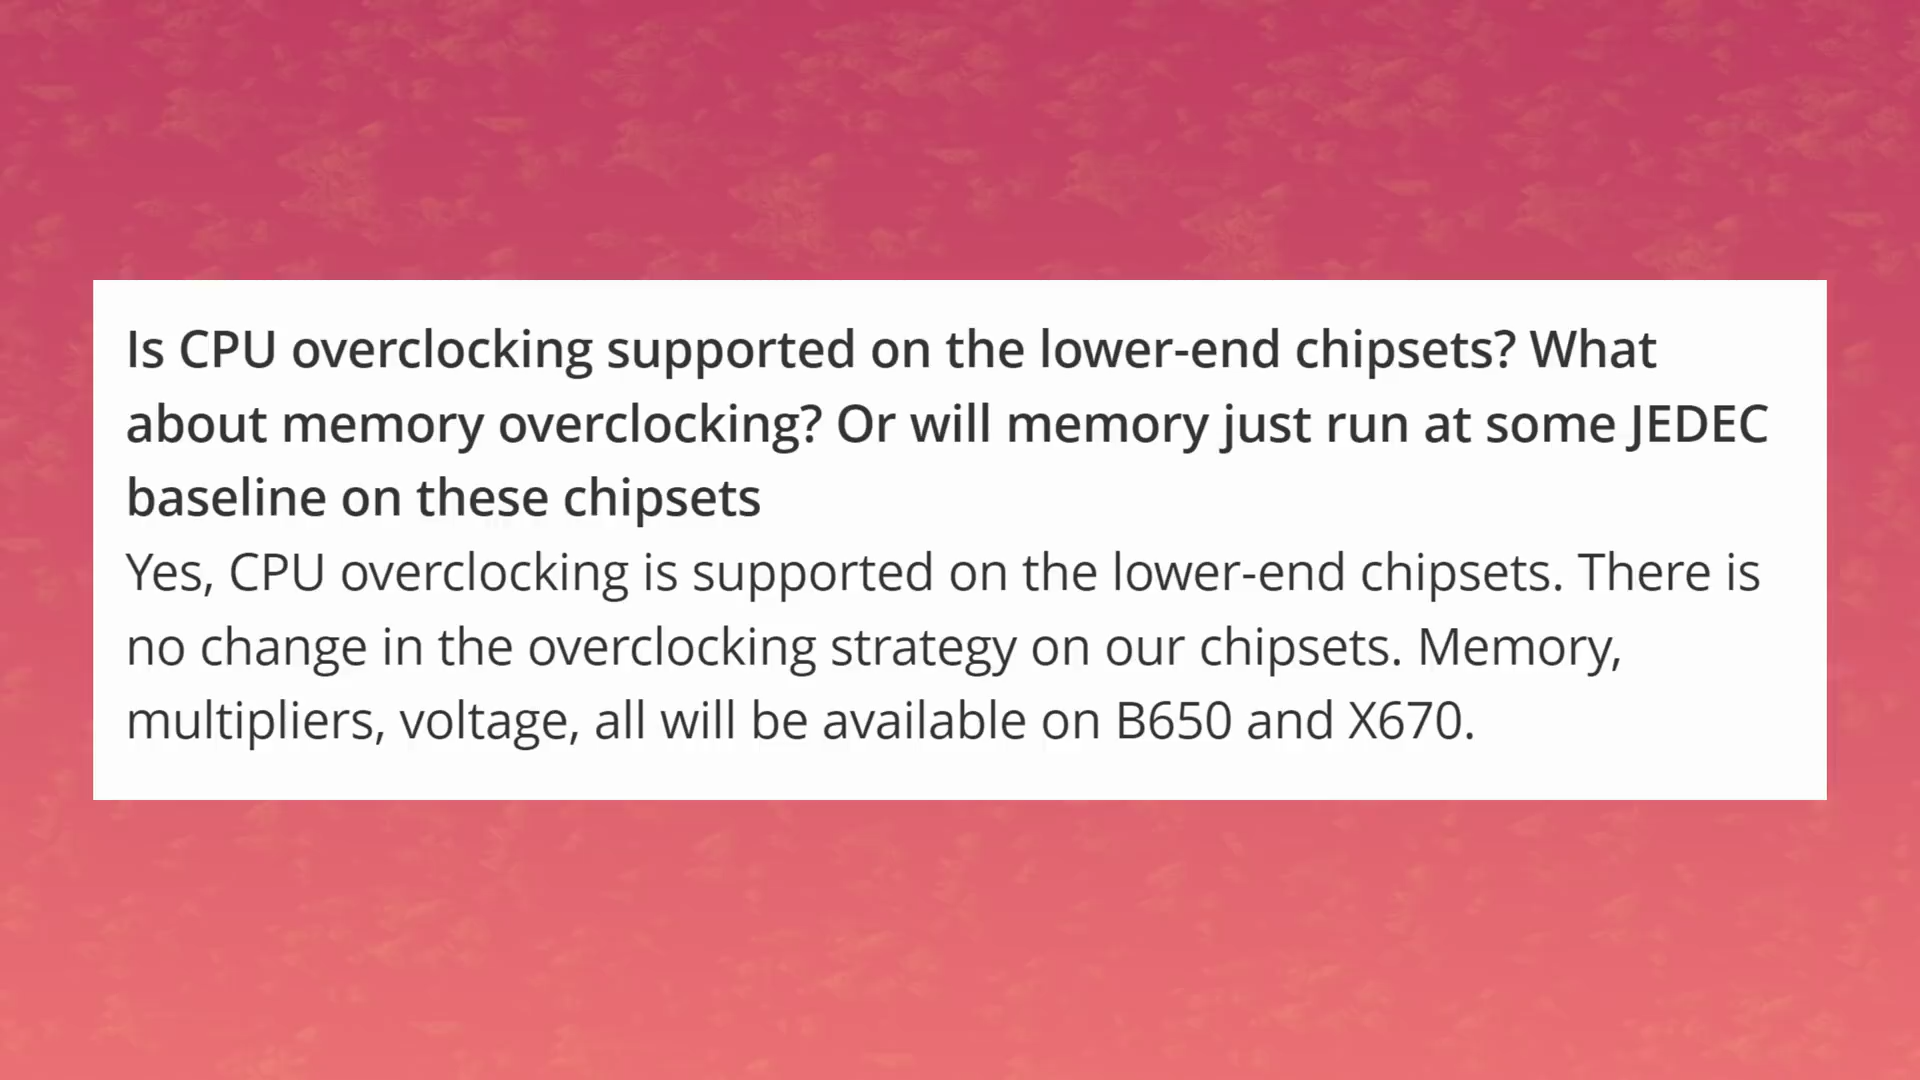 Is CPU overclocking supported on the lower-end chipsets? What
about memory overclocking? Or will memory just run at some JEDEC
baseline on these chipsets
Yes, CPU overclocking is supported on the lower-end chipsets. There is
no change in the overclocking strategy on our chipsets. Memory,
multipliers, voltage, all will be available on B650 and X670.